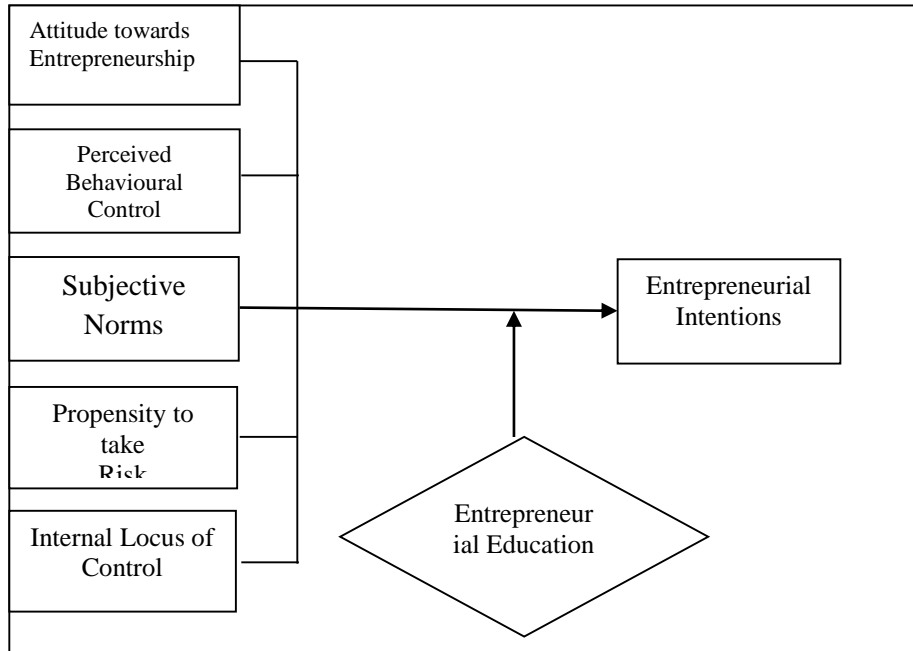 Attitude towards
Entrepreneurship
Perceived
Behavioural
Control
Subjective
Norms
Propensity to
take
Risk
Internal Locus of
Control
Entrepreneurial
Intentions
Entrepreneur
ial Education